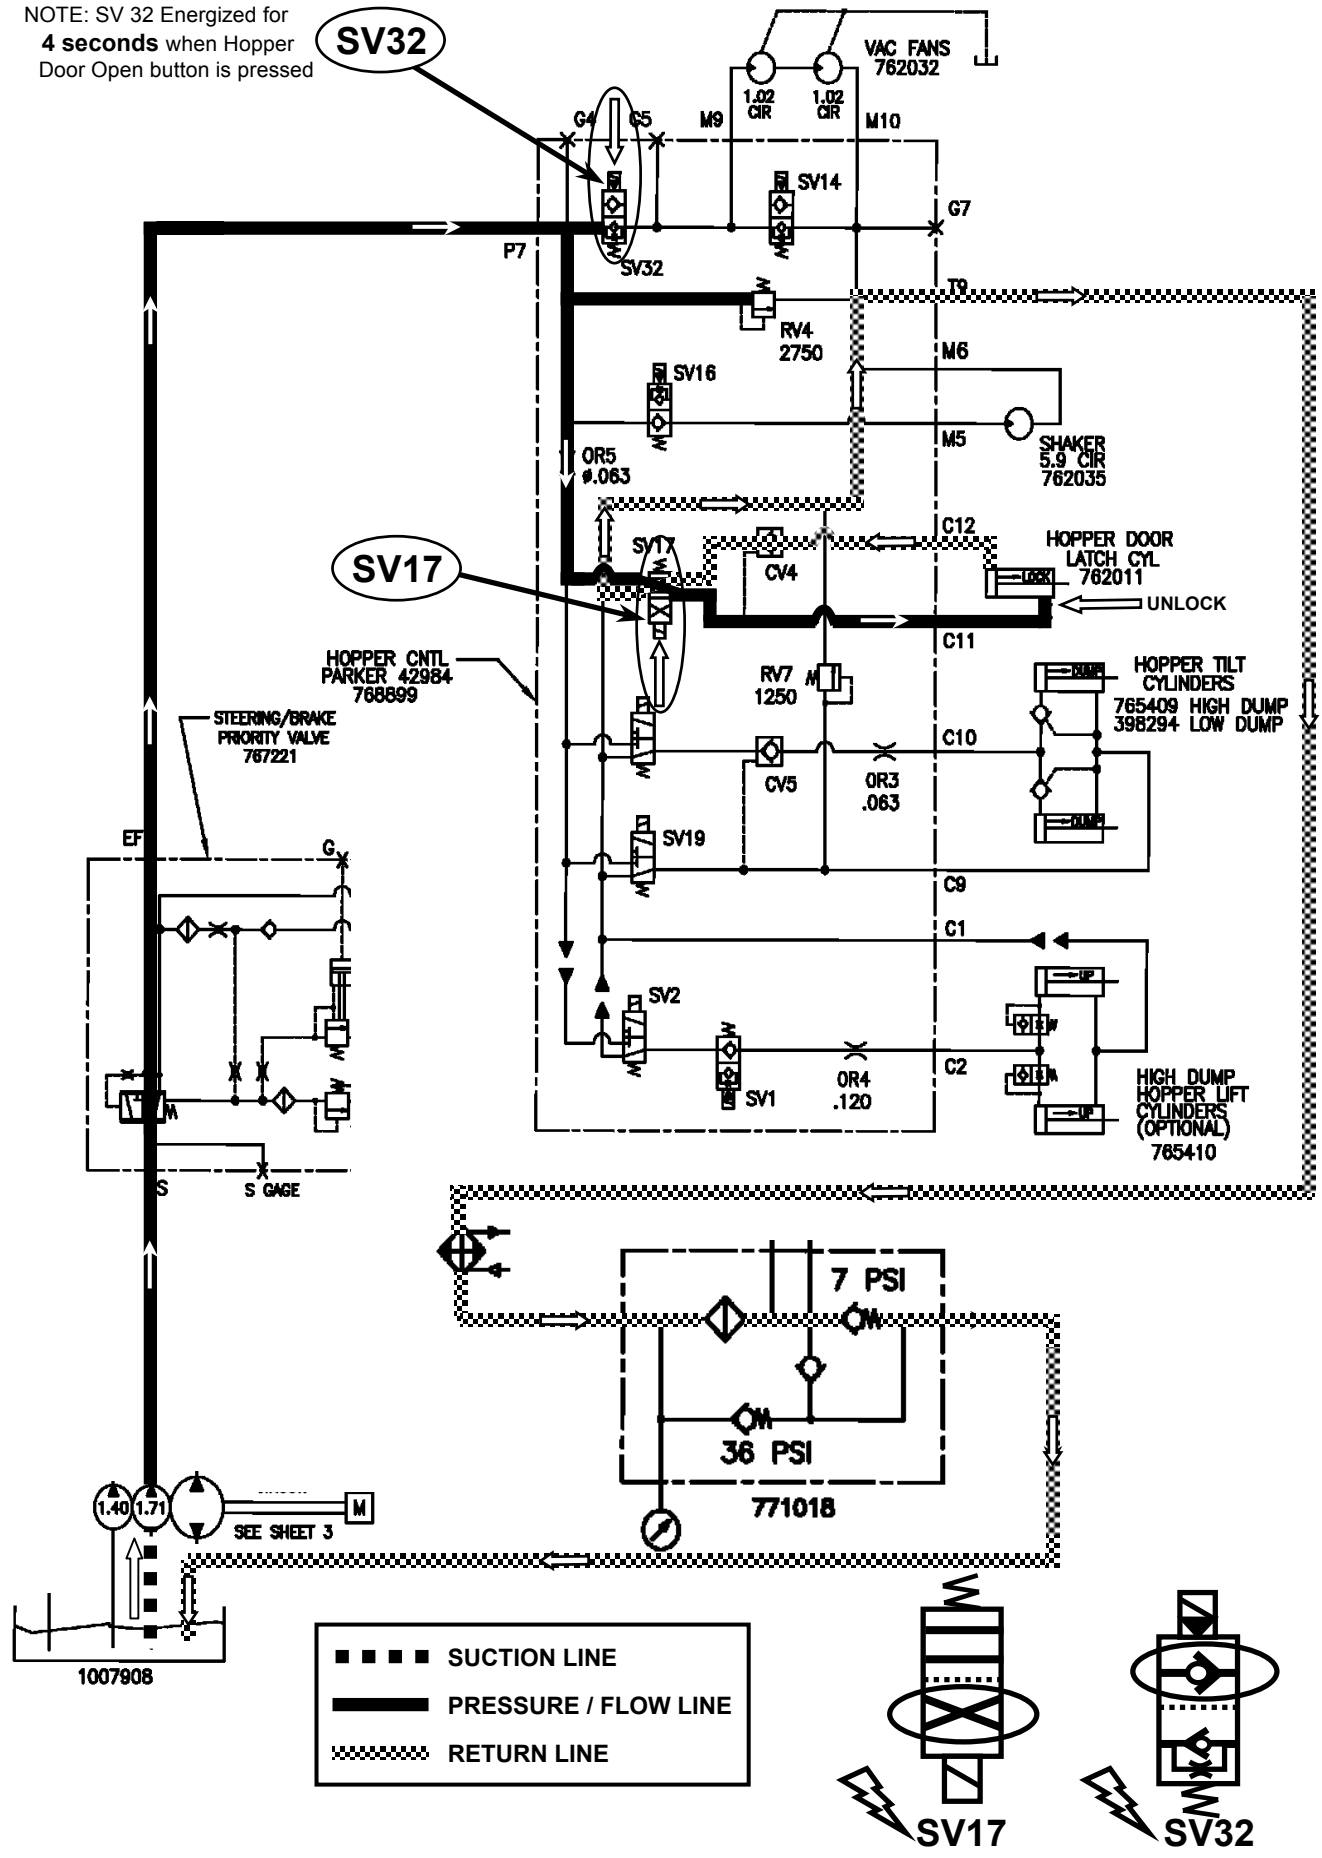 NOTE: SV 32 Energized for
4 seconds when Hopper
Door Open button is pressed
SV32
VAC FANS
762032
1.02
CIR
1.02
CIR
G4
C5
M9
M10
SV14
G7
P7
SV32
T9
RV4
2750
M6
SV16
M5
SHAKER
5.9 CIR
762035
OR5
ø.063
C12
SV17
SV17
CV4
HOPPER DOOR
LATCH CYL
762011
LOCK
UNLOCK
C11
HOPPER CNTL
PARKER 42984
768899
RV7
1250
DUMP
HOPPER TILT
CYLINDERS
765409 HIGH DUMP
398294 LOW DUMP
STEERING/BRAKE
PRIORITY VALVE
767221
C10
CV5
OR3
.063
DUMP
EF
G
SV19
C9
C1
UP
SV2
C2
OR4
.120
SV1
UP
HIGH DUMP
HOPPER LIFT
CYLINDERS
(OPTIONAL)
765410
S
S GAGE
7 PSI
36 PSI
771018
1.40
1.71
M
SEE SHEET 3
1007908
SUCTION LINE
PRESSURE / FLOW LINE
RETURN LINE
SV17
SV32